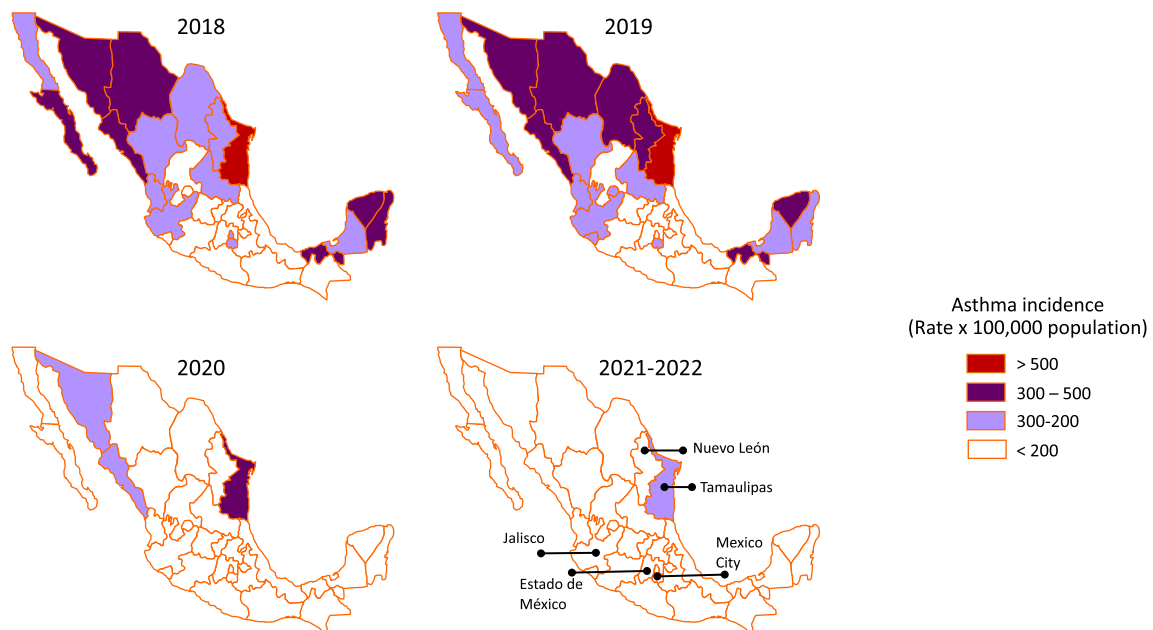 2018
2019
Asthma incidence
(Rate x 100,000 population)
> 500
300 – 500
300-200
< 200
2020
2021-2022
Nuevo León
Tamaulipas
Jalisco
Mexico
City
Estado de
México